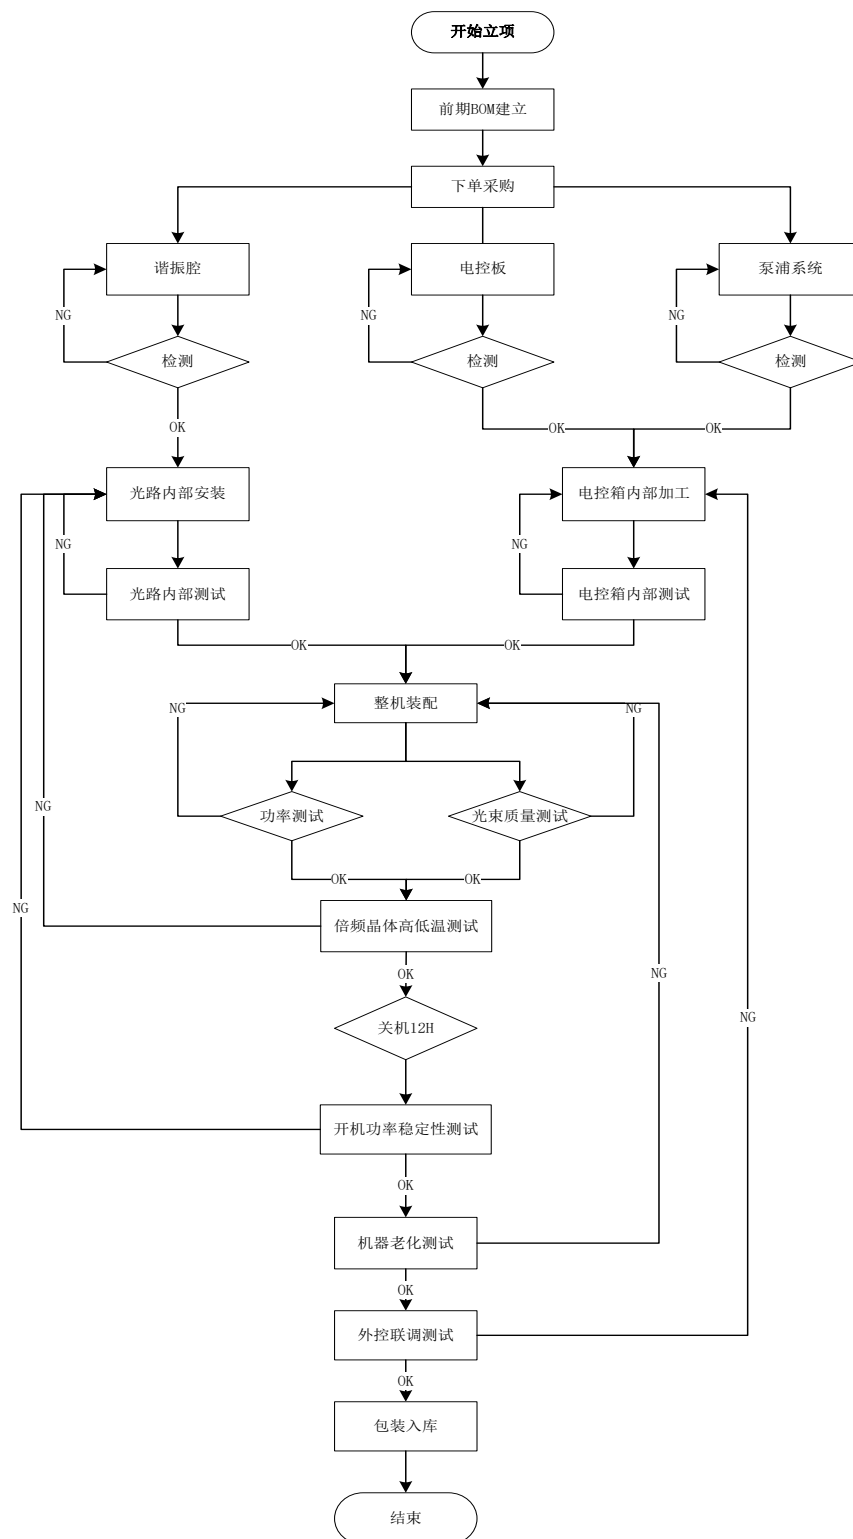 开始立项
前期BOM建立
下单采购
谐振腔
电控板
泵浦系统
NG
NG
NG
检测
检测
检测
OK
OK
OK
光路内部安装
电控箱内部加工
NG
NG
光路内部测试
电控箱内部测试
OK
OK
整机装配
NG
NG
NG
功率测试
光束质量测试
OK
OK
NG
倍频晶体高低温测试
OK
NG
NG
关机12H
开机功率稳定性测试
OK
机器老化测试
OK
外控联调测试
OK
包装入库
结束